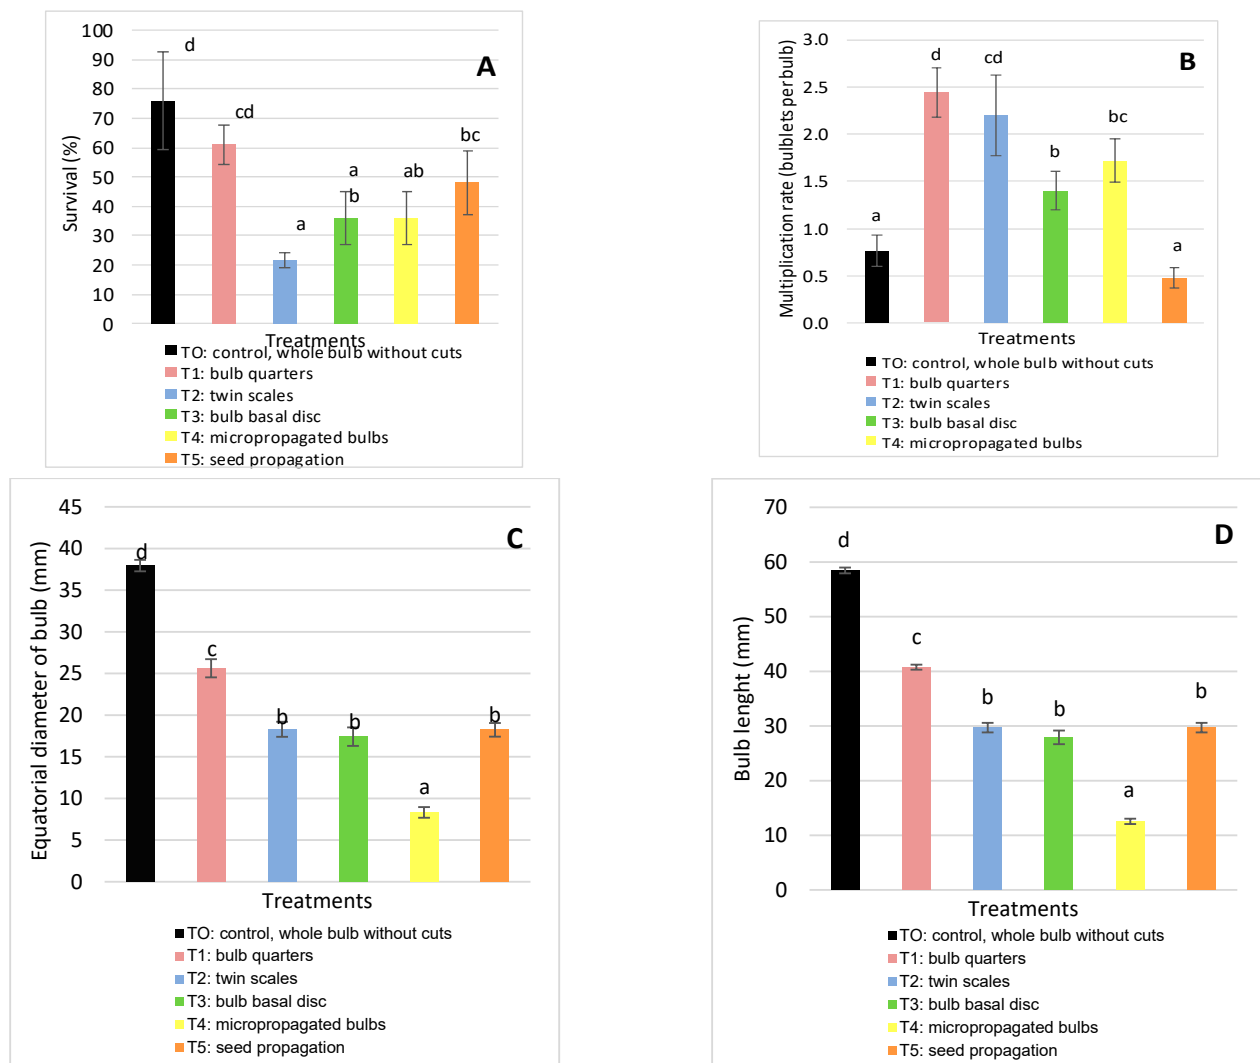 A
Survival (%)
100
90
80
70
60
50
40
30
20
10
0
d
cd
a
a
b
ab
bc
Treatments
TO: control, whole bulb without cuts
T1: bulb quarters
T2: twin scales
T3: bulb basal disc
T4: micropropagated bulbs
T5: seed propagation
B
Multiplication rate (bulblets per bulb)
3.0
2.5
2.0
1.5
1.0
0.5
0.0
a
d
cd
b
bc
a
Treatments
TO: control, whole bulb without cuts
T1: bulb quarters
T2: twin scales
T3: bulb basal disc
T4: micropropagated bulbs
C
Equatorial diameter of bulb (mm)
45
40
35
30
25
20
15
10
5
0
d
c
b
b
a
b
Treatments
TO: control, whole bulb without cuts
T1: bulb quarters
T2: twin scales
T3: bulb basal disc
T4: micropropagated bulbs
T5: seed propagation
D
Bulb lenght (mm)
70
60
50
40
30
20
10
0
d
c
b
b
a
b
Treatments
TO: control, whole bulb without cuts
T1: bulb quarters
T2: twin scales
T3: bulb basal disc
T4: micropropagated bulbs
T5: seed propagation